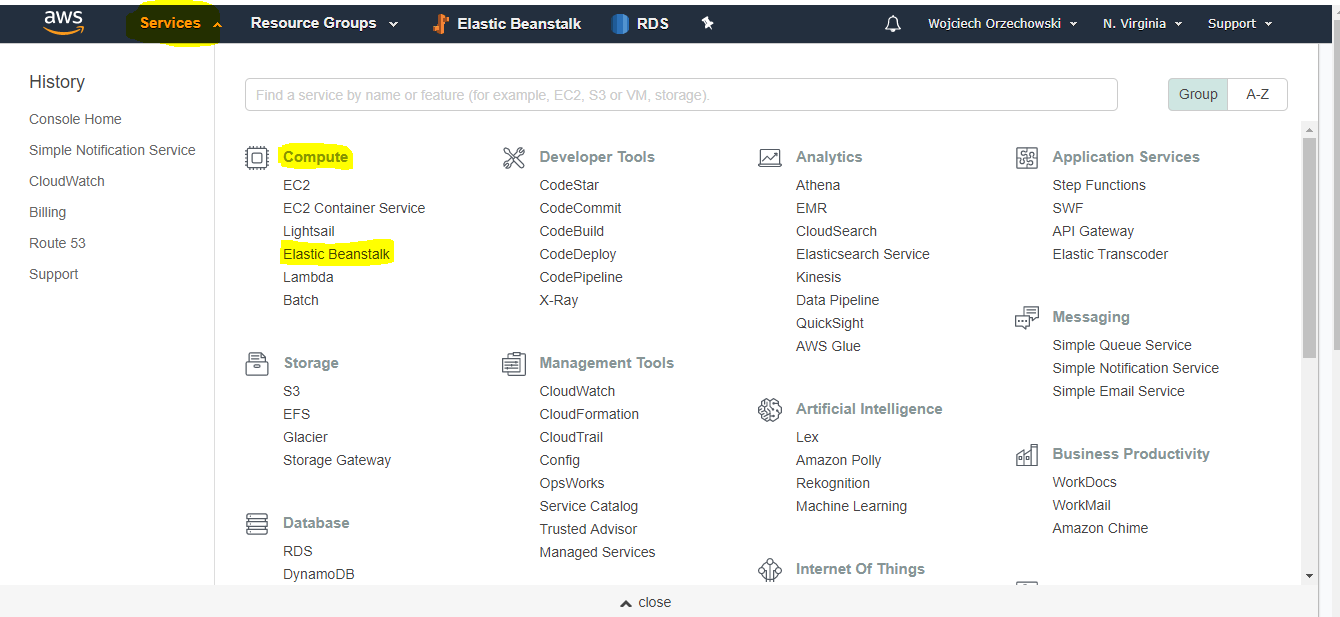 aws
Services
Resource Groups
Elastic Beanstalk
RDS
Wojciech Orzechowski
N. Virginia
Support
History
Console Home
Simple Notification Service
CloudWatch
Billing
Route 53
Support
Find a service by name or feature (for example, EC2, S3 or VM, storage).
Group
A-Z
Compute
EC2
EC2 Container Service
Lightsail
Elastic Beanstalk
Lambda
Batch
Storage
S3
EFS
Glacier
Storage Gateway
Database
RDS
DynamoDB
Developer Tools
CodeStar
CodeCommit
CodeBuild
CodeDeploy
CodePipeline
X-Ray
Management Tools
CloudWatch
CloudFormation
CloudTrail
Config
OpsWorks
Service Catalog
Trusted Advisor
Managed Services
Analytics
Athena
EMR
CloudSearch
Elasticsearch Service
Kinesis
Data Pipeline
QuickSight
AWS Glue
Artificial Intelligence
Lex
Amazon Polly
Rekognition
Machine Learning
Internet Of Things
Application Services
Step Functions
SWF
API Gateway
Elastic Transcoder
Messaging
Simple Queue Service
Simple Notification Service
Simple Email Service
Business Productivity
WorkDocs
WorkMail
Amazon Chime
close